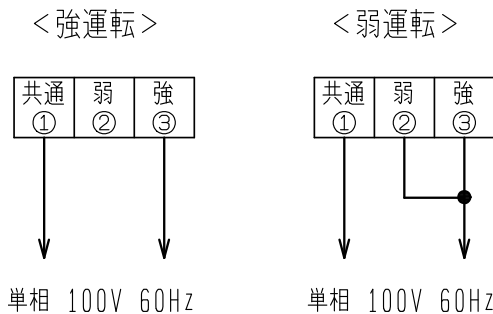 <強運転>
<弱運転>
共通 弱 強
① ② ③
共通 弱 強
① ② ③
単相 100V 60Hz
単相 100V 60Hz